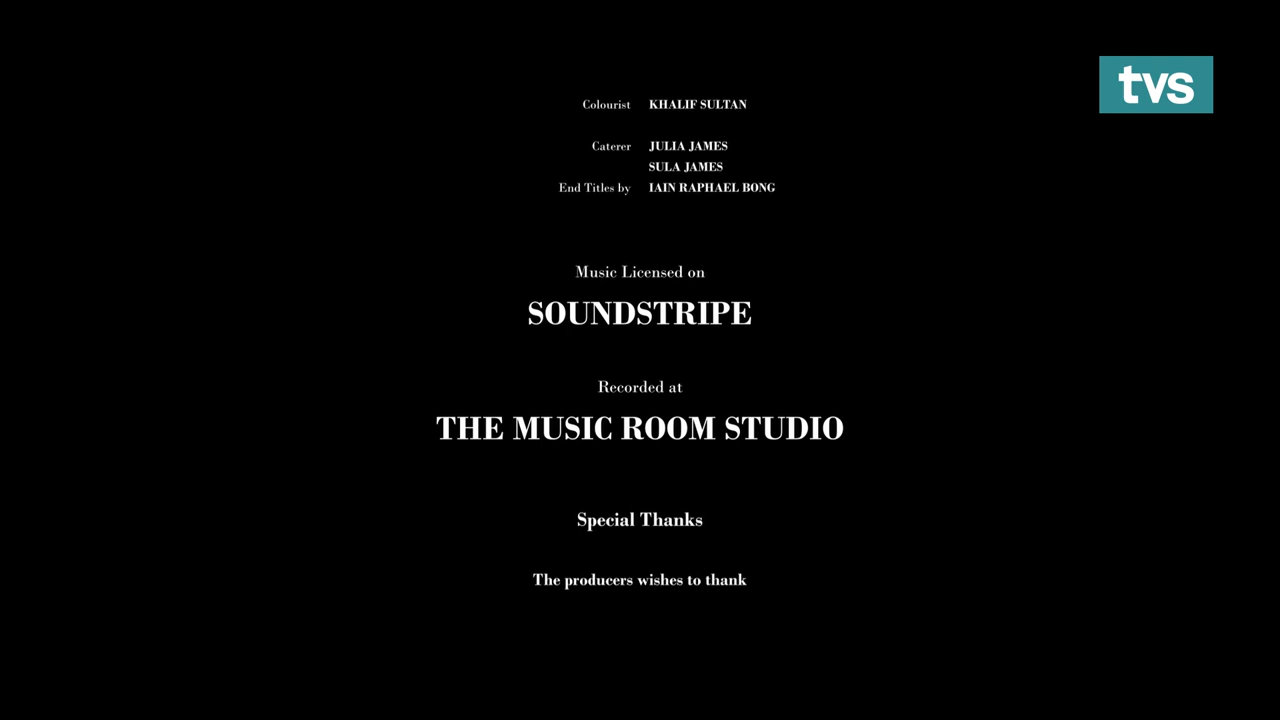 tvs
Colourist KHALIF SULTAN
Caterer JULIA JAMES
SULA JAMES
End Titles by IAIN RAPHAEL BONG
Music Licensed on
SOUNDSTRIPE
Recorded at
THE MUSIC ROOM STUDIO
Special Thanks
The producers wishes to thank